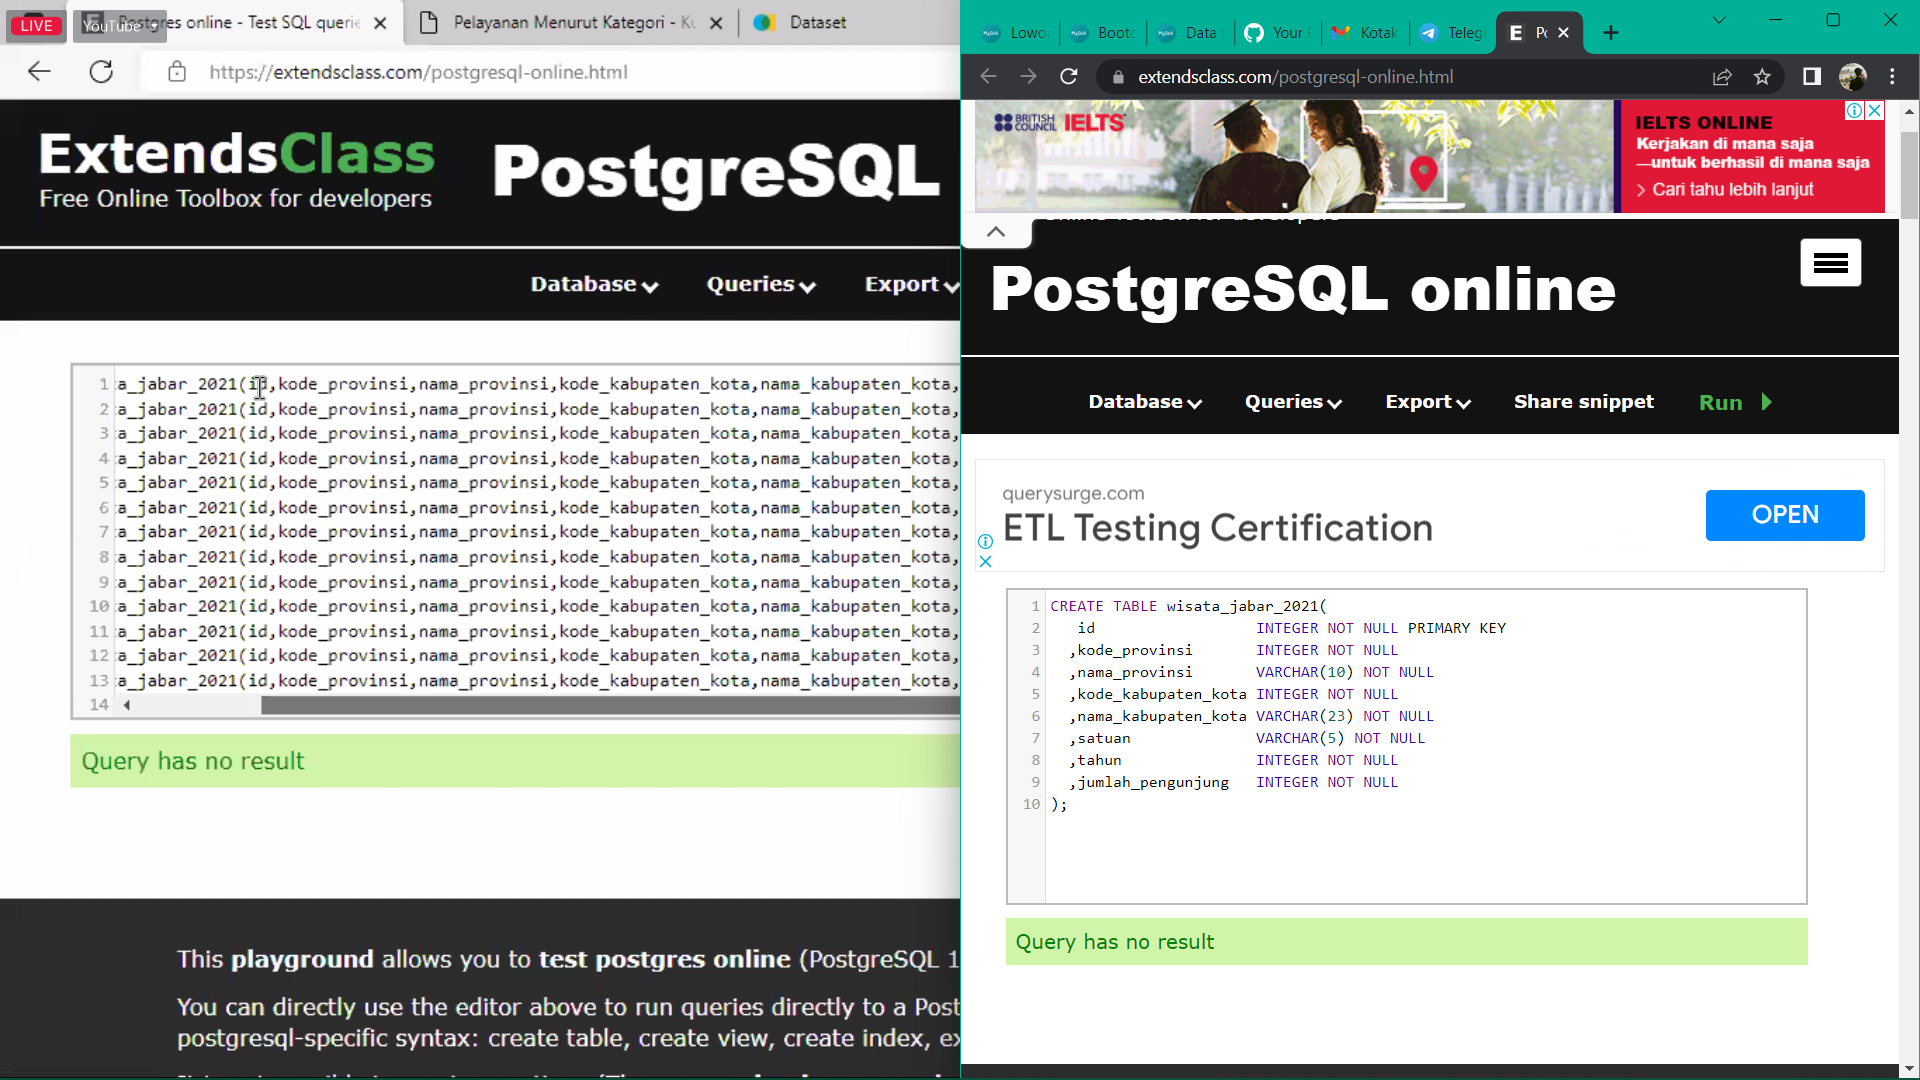 LIVE
YouTube
Postgres online - Test SQL querie
Pelayanan Menurut Kategori - Ku
Dataset
https://extendsclass.com/postgresql-online.html
ExtendsClass
Free Online Toolbox for developers
PostgreSQL
Database
Queries
Export
1 a_jabar_2021(id,kode_provinsi,nama_provinsi,kode_kabupaten_kota,nama_kabupaten_kota,
2 a_jabar_2021(id,kode_provinsi,nama_provinsi,kode_kabupaten_kota,nama_kabupaten_kota,
3 a_jabar_2021(id,kode_provinsi,nama_provinsi,kode_kabupaten_kota,nama_kabupaten_kota,
4 a_jabar_2021(id,kode_provinsi,nama_provinsi,kode_kabupaten_kota,nama_kabupaten_kota,
5 a_jabar_2021(id,kode_provinsi,nama_provinsi,kode_kabupaten_kota,nama_kabupaten_kota,
6 a_jabar_2021(id,kode_provinsi,nama_provinsi,kode_kabupaten_kota,nama_kabupaten_kota,
7 a_jabar_2021(id,kode_provinsi,nama_provinsi,kode_kabupaten_kota,nama_kabupaten_kota,
8 a_jabar_2021(id,kode_provinsi,nama_provinsi,kode_kabupaten_kota,nama_kabupaten_kota,
9 a_jabar_2021(id,kode_provinsi,nama_provinsi,kode_kabupaten_kota,nama_kabupaten_kota,
10 a_jabar_2021(id,kode_provinsi,nama_provinsi,kode_kabupaten_kota,nama_kabupaten_kota,
11 a_jabar_2021(id,kode_provinsi,nama_provinsi,kode_kabupaten_kota,nama_kabupaten_kota,
12 a_jabar_2021(id,kode_provinsi,nama_provinsi,kode_kabupaten_kota,nama_kabupaten_kota,
13 a_jabar_2021(id,kode_provinsi,nama_provinsi,kode_kabupaten_kota,nama_kabupaten_kota,
14
Query has no result
This playground allows you to test postgres online (PostgreSQL 1
You can directly use the editor above to run queries directly to a Post
postgresql-specific syntax: create table, create view, create index, ex
Lowo
Bootc
Data
Your
Kotak
Teleg
Po
extendsclass.com/postgresql-online.html
BRITISH COUNCIL IELTS
IELTS ONLINE
Kerjakan di mana saja
—untuk berhasil di mana saja
> Cari tahu lebih lanjut
PostgreSQL online
Database
Queries
Export
Share snippet
Run
querysurge.com
ETL Testing Certification
OPEN
1 CREATE TABLE wisata_jabar_2021(
2 id INTEGER NOT NULL PRIMARY KEY
3 ,kode_provinsi INTEGER NOT NULL
4 ,nama_provinsi VARCHAR(10) NOT NULL
5 ,kode_kabupaten_kota INTEGER NOT NULL
6 ,nama_kabupaten_kota VARCHAR(23) NOT NULL
7 ,satuan VARCHAR(5) NOT NULL
8 ,tahun INTEGER NOT NULL
9 ,jumlah_pengunjung INTEGER NOT NULL
10 );
Query has no result